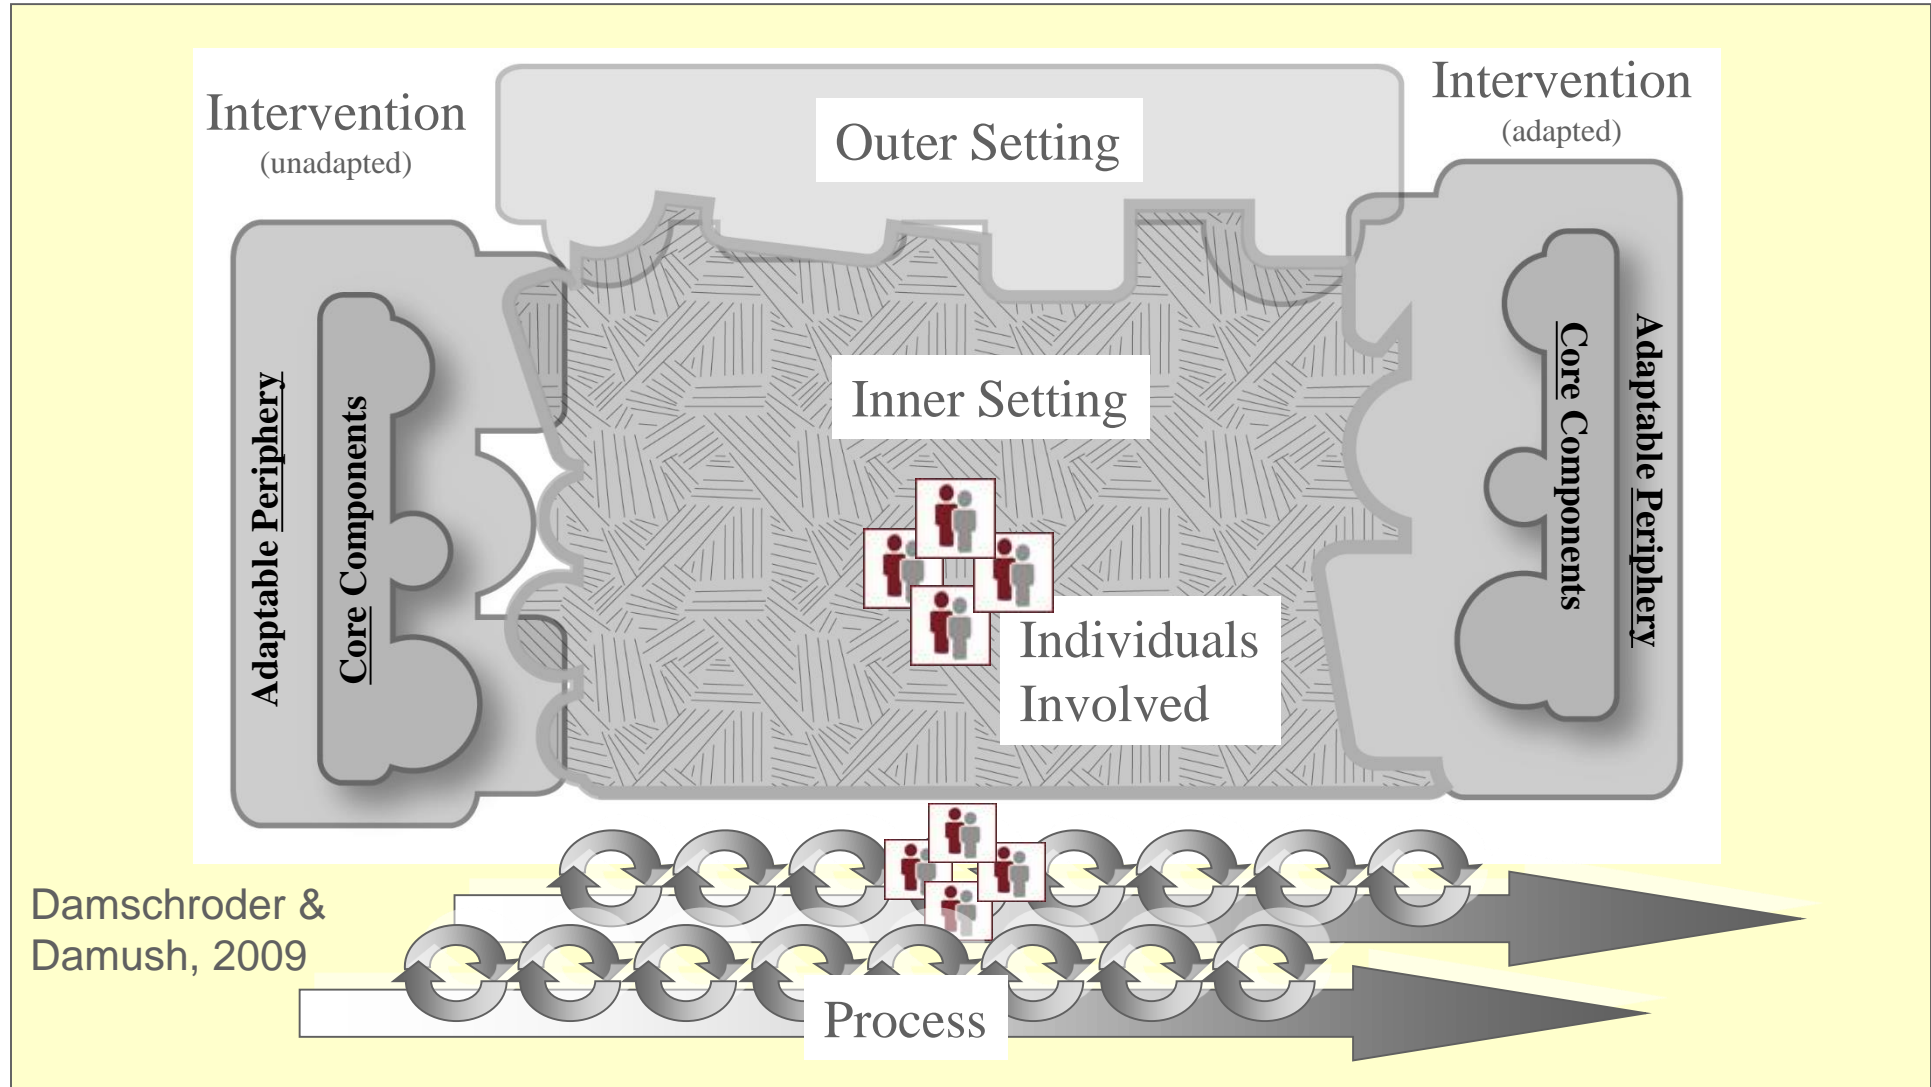 Intervention
(unadapted)
Outer Setting
Intervention
(adapted)
Adaptable Periphery
Core Components
Inner Setting
Individuals
Involved
Core Components
Adaptable Periphery
Damschroder &
Damush, 2009
Process